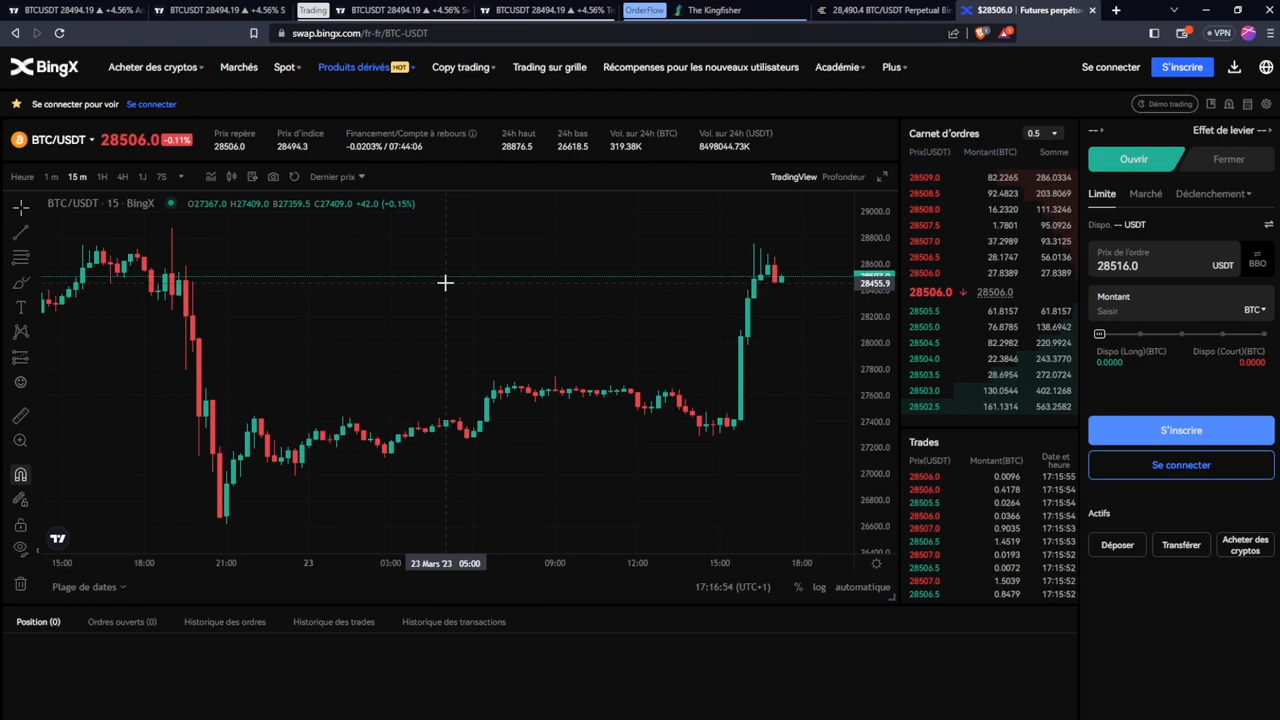 BTCUSDT 28494.19 ▲ +4.56% Ar
BTCUSDT 28494.19 ▲ +4.56% S
Trading
BTCUSDT 28494.19 ▲ +4.56% S
BTCUSDT 28494.19 ▲ +4.56% Tr
OrderFlow
The Kingfisher
28,490.4 BTC/USDT Perpetual Bi
$28506.0 | Futures perpétu
swap.bingx.com/fr-fr/BTC-USDT
VPN
BingX
Acheter des cryptos
Marchés
Spot
Produits dérivés HOT
Copy trading
Trading sur grille
Récompenses pour les nouveaux utilisateurs
Académie
Plus
Se connecter
S'inscrire
Se connecter pour voir Se connecter
Démo trading
BTC/USDT 28506.0 -0.11%
Prix repère
28506.0
Prix d'indice
28494.3
Financement/Compte à rebours
-0.0203% / 07:44:06
24h haut
28876.5
24h bas
26618.5
Vol. sur 24h (BTC)
319.38K
Vol. sur 24h (USDT)
8498044.73K
Heure 1 m 15 m 1H 4H 1J 7S
Dernier prix
TradingView Profondeur
BTC/USDT · 15 · BingX O27367.0 H27409.0 B27359.5 C27409.0 +42.0 (+0.15%)
29000.0
28800.0
28600.0
28455.9
28200.0
28000.0
27800.0
27600.0
27400.0
27200.0
27000.0
26800.0
26600.0
26400.0
15:00 18:00 21:00 23 03:00 23 Mars '23 05:00 09:00 12:00 15:00 18:00
Plage de dates
17:16:54 (UTC+1) % log automatique
Carnet d'ordres 0.5
Prix(USDT) Montant(BTC) Somme
28509.0 82.2265 286.0334
28508.5 92.4823 203.8069
28508.0 16.2320 111.3246
28507.5 1.7801 95.0926
28507.0 37.2989 93.3125
28506.5 28.1747 56.0136
28506.0 27.8389 27.8389
28506.0 28506.0
28505.5 61.8157 61.8157
28505.0 76.8785 138.6942
28504.5 82.2982 220.9924
28504.0 22.3846 243.3770
28503.5 28.6954 272.0724
28503.0 130.0544 402.1268
28502.5 161.1314 563.2582
Trades
Prix(USDT) Montant(BTC) Date et heure
28506.0 0.0096 17:15:55
28506.0 0.4178 17:15:54
28505.5 0.0264 17:15:54
28506.0 0.0366 17:15:54
28507.0 0.9035 17:15:53
28506.5 1.4519 17:15:53
28507.0 0.0193 17:15:52
28506.5 0.0072 17:15:52
28507.0 1.5039 17:15:52
28506.5 0.8479 17:15:52
-- Effet de levier --
Ouvrir Fermer
Limite Marché Déclenchement
Dispo. -- USDT
Prix de l'ordre
28516.0 USDT
BBO
Montant
Saisir BTC
Dispo (Long)(BTC) Dispo (Court)(BTC)
0.0000 0.0000
S'inscrire
Se connecter
Actifs
Déposer
Transférer
Acheter des cryptos
Position (0) Ordres ouverts (0) Historique des ordres Historique des trades Historique des transactions